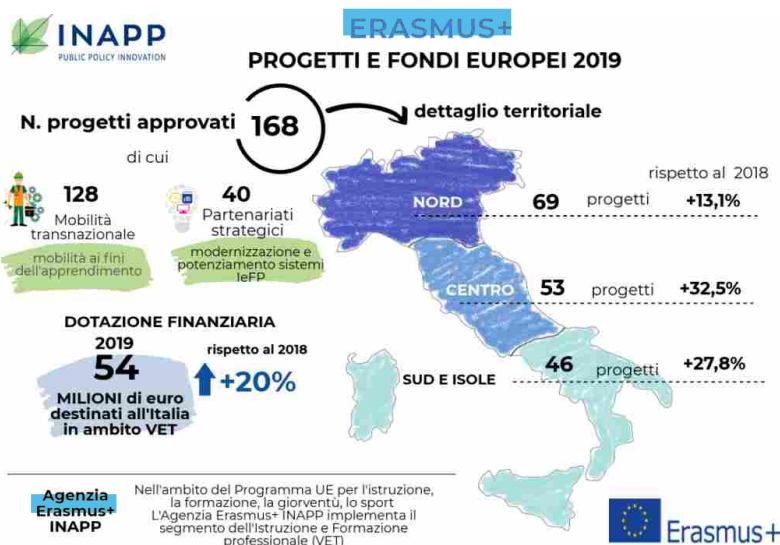 INAPP
PUBLIC POLICY INNOVATION
ERASMUS+
PROGETTI E FONDI EUROPEI 2019
N. progetti approvati 168
dettaglio territoriale
di cui
128
Mobilità
transnazionale
mobilità ai fini
dell'apprendimento
40
Partenariati
strategici
modernizzazione e
potenziamento sistemi
IeFP
rispetto al 2018
NORD 69 progetti +13,1%
CENTRO 53 progetti +32,5%
SUD E ISOLE 46 progetti +27,8%
DOTAZIONE FINANZIARIA
2019
54
MILIONI di euro
destinati all'Italia
in ambito VET
rispetto al 2018
+20%
Agenzia
Erasmus+
INAPP
Nell'ambito del Programma UE per l'istruzione,
la formazione, la giorventù, lo sport
L'Agenzia Erasmus+ INAPP implementa il
segmento dell'Istruzione e Formazione
professionale (VET)
Erasmus+